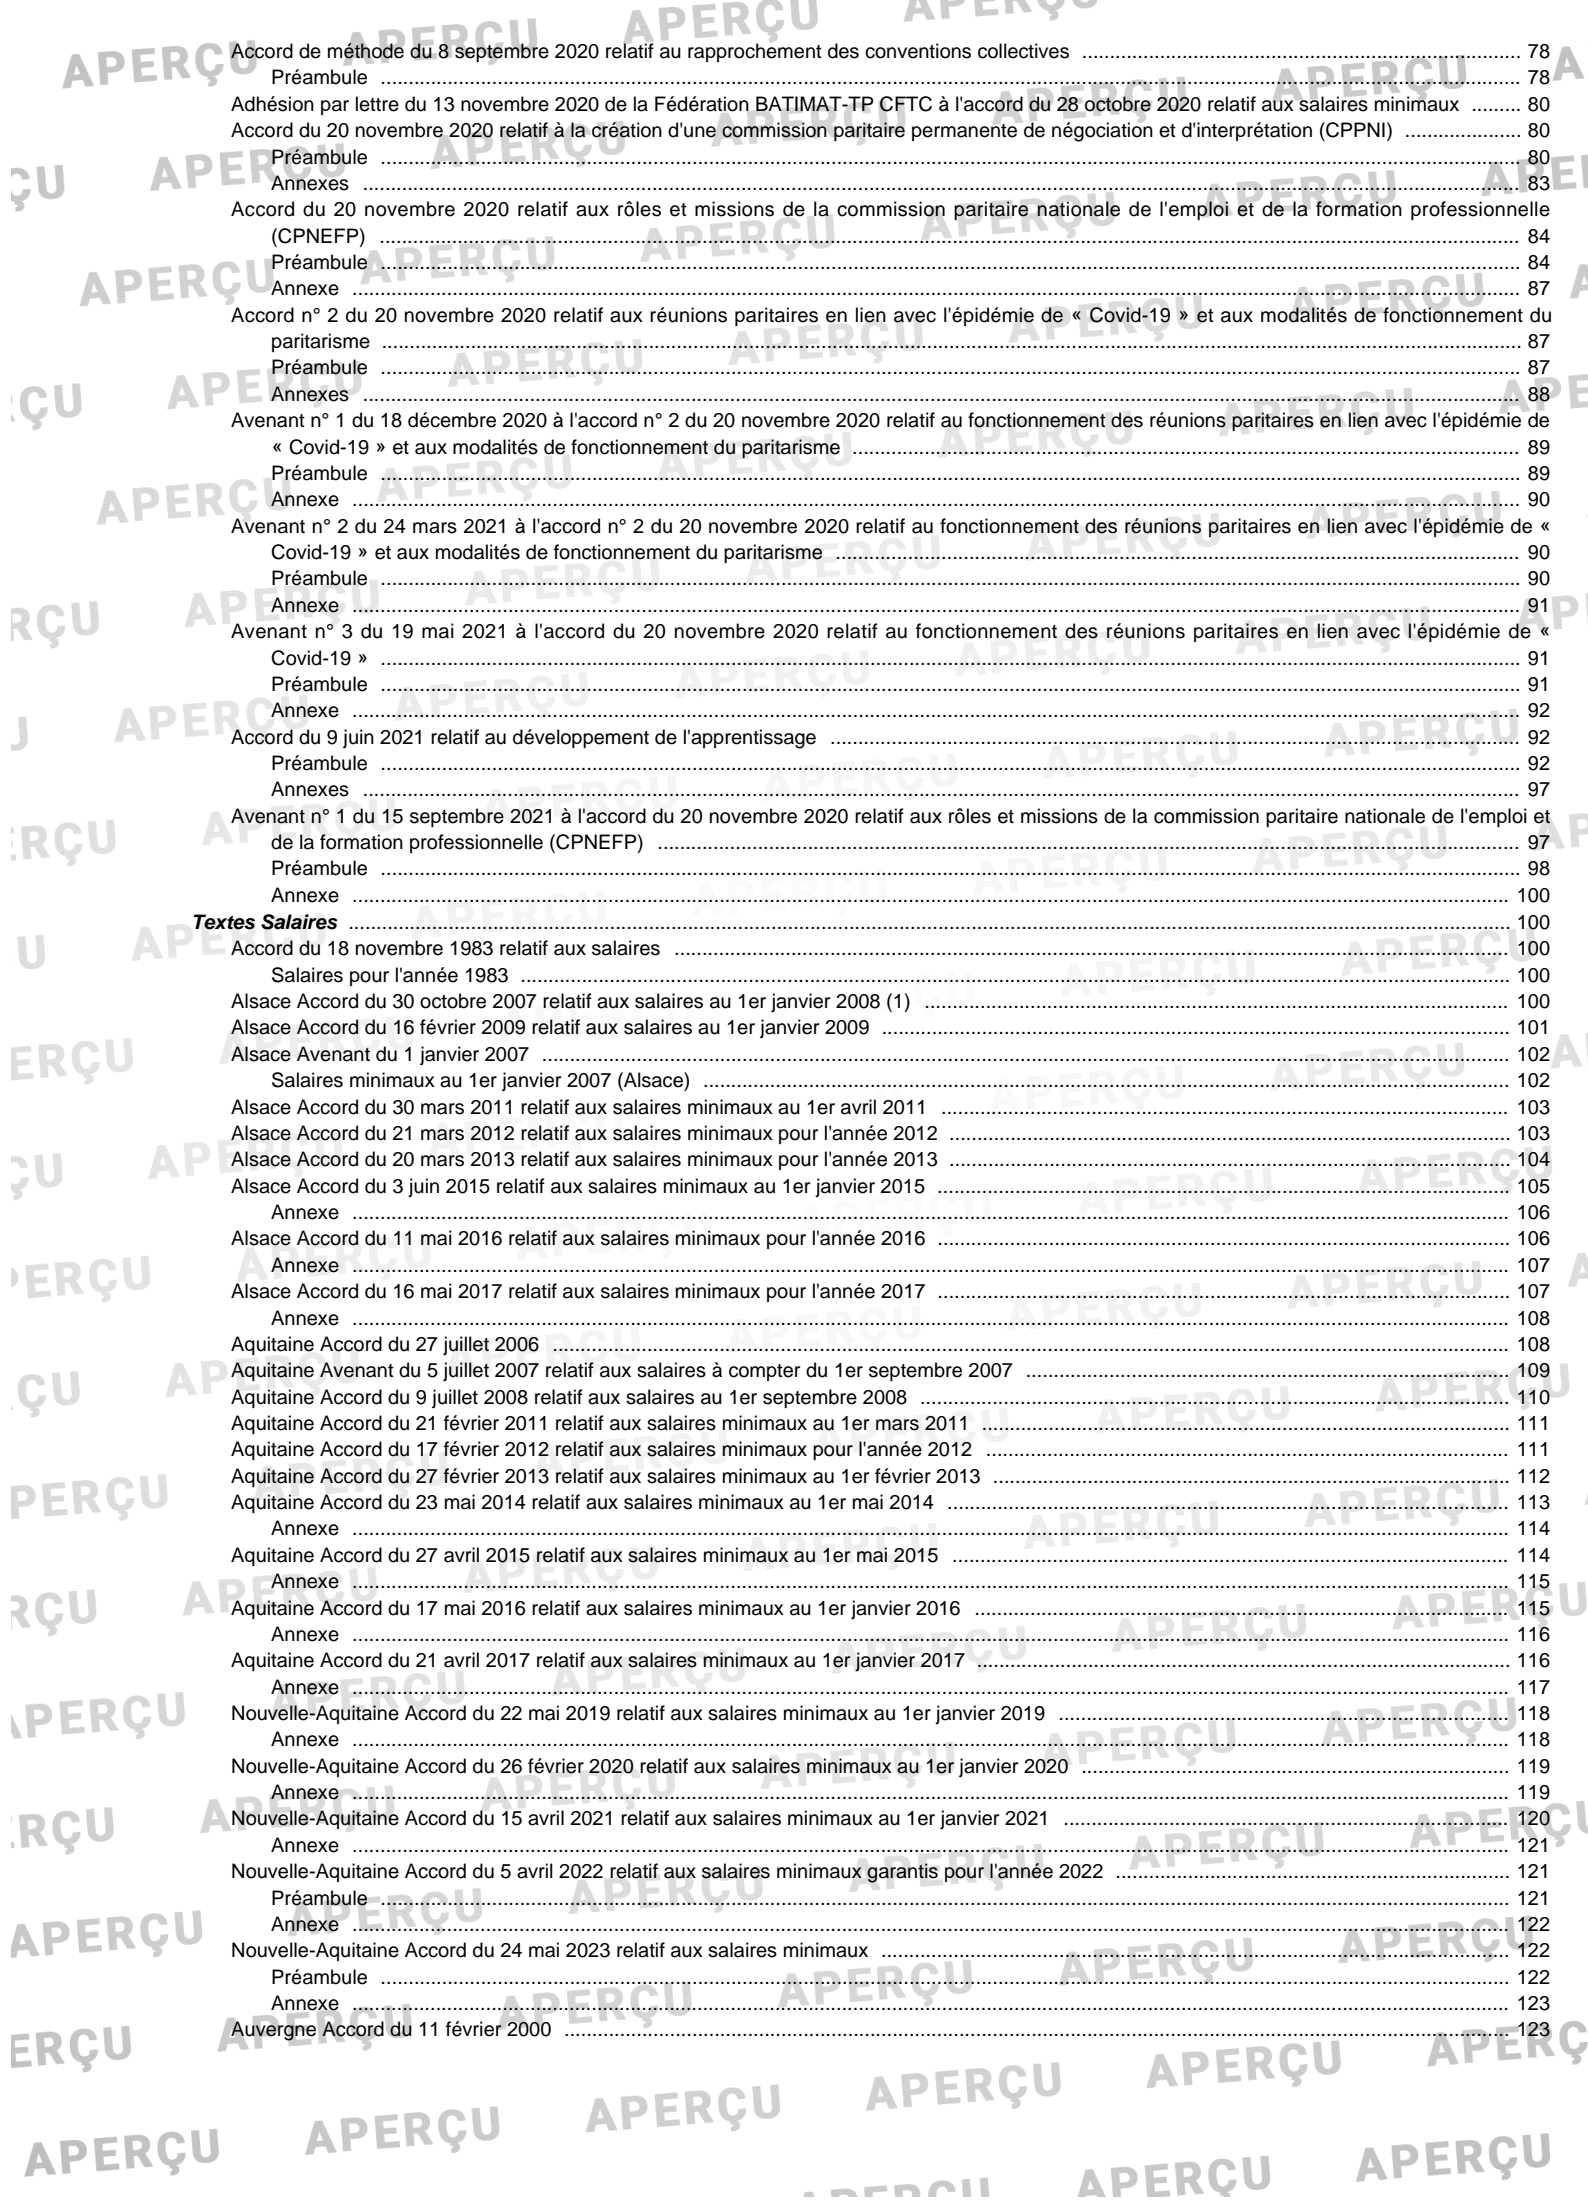 Accord de méthode du 8 septembre 2020 relatif au rapprochement des conventions collectives 78
Préambule 78
Adhésion par lettre du 13 novembre 2020 de la Fédération BATIMAT-TP CFTC à l'accord du 28 octobre 2020 relatif aux salaires minimaux 80
Accord du 20 novembre 2020 relatif à la création d'une commission paritaire permanente de négociation et d'interprétation (CPPNI) 80
Préambule 80
Annexes 83
Accord du 20 novembre 2020 relatif aux rôles et missions de la commission paritaire nationale de l'emploi et de la formation professionnelle
(CPNEFP) 84
Préambule 84
Annexe 87
Accord n° 2 du 20 novembre 2020 relatif aux réunions paritaires en lien avec l'épidémie de « Covid-19 » et aux modalités de fonctionnement du
paritarisme 87
Préambule 87
Annexes 88
Avenant n° 1 du 18 décembre 2020 à l'accord n° 2 du 20 novembre 2020 relatif au fonctionnement des réunions paritaires en lien avec l'épidémie de
« Covid-19 » et aux modalités de fonctionnement du paritarisme 89
Préambule 89
Annexe 90
Avenant n° 2 du 24 mars 2021 à l'accord n° 2 du 20 novembre 2020 relatif au fonctionnement des réunions paritaires en lien avec l'épidémie de «
Covid-19 » et aux modalités de fonctionnement du paritarisme 90
Préambule 90
Annexe 91
Avenant n° 3 du 19 mai 2021 à l'accord du 20 novembre 2020 relatif au fonctionnement des réunions paritaires en lien avec l'épidémie de «
Covid-19 » 91
Préambule 91
Annexe 92
Accord du 9 juin 2021 relatif au développement de l'apprentissage 92
Préambule 92
Annexes 97
Avenant n° 1 du 15 septembre 2021 à l'accord du 20 novembre 2020 relatif aux rôles et missions de la commission paritaire nationale de l'emploi et
de la formation professionnelle (CPNEFP) 97
Préambule 98
Annexe 100
Textes Salaires 100
Accord du 18 novembre 1983 relatif aux salaires 100
Salaires pour l'année 1983 100
Alsace Accord du 30 octobre 2007 relatif aux salaires au 1er janvier 2008 (1) 100
Alsace Accord du 16 février 2009 relatif aux salaires au 1er janvier 2009 101
Alsace Avenant du 1 janvier 2007 102
Salaires minimaux au 1er janvier 2007 (Alsace) 102
Alsace Accord du 30 mars 2011 relatif aux salaires minimaux au 1er avril 2011 103
Alsace Accord du 21 mars 2012 relatif aux salaires minimaux pour l'année 2012 103
Alsace Accord du 20 mars 2013 relatif aux salaires minimaux pour l'année 2013 104
Alsace Accord du 3 juin 2015 relatif aux salaires minimaux au 1er janvier 2015 105
Annexe 106
Alsace Accord du 11 mai 2016 relatif aux salaires minimaux pour l'année 2016 106
Annexe 107
Alsace Accord du 16 mai 2017 relatif aux salaires minimaux pour l'année 2017 107
Annexe 108
Aquitaine Accord du 27 juillet 2006 108
Aquitaine Avenant du 5 juillet 2007 relatif aux salaires à compter du 1er septembre 2007 109
Aquitaine Accord du 9 juillet 2008 relatif aux salaires au 1er septembre 2008 110
Aquitaine Accord du 21 février 2011 relatif aux salaires minimaux au 1er mars 2011 111
Aquitaine Accord du 17 février 2012 relatif aux salaires minimaux pour l'année 2012 111
Aquitaine Accord du 27 février 2013 relatif aux salaires minimaux au 1er février 2013 112
Aquitaine Accord du 23 mai 2014 relatif aux salaires minimaux au 1er mai 2014 113
Annexe 114
Aquitaine Accord du 27 avril 2015 relatif aux salaires minimaux au 1er mai 2015 114
Annexe 115
Aquitaine Accord du 17 mai 2016 relatif aux salaires minimaux au 1er janvier 2016 115
Annexe 116
Aquitaine Accord du 21 avril 2017 relatif aux salaires minimaux au 1er janvier 2017 116
Annexe 117
Nouvelle-Aquitaine Accord du 22 mai 2019 relatif aux salaires minimaux au 1er janvier 2019 118
Annexe 118
Nouvelle-Aquitaine Accord du 26 février 2020 relatif aux salaires minimaux au 1er janvier 2020 119
Annexe 119
Nouvelle-Aquitaine Accord du 15 avril 2021 relatif aux salaires minimaux au 1er janvier 2021 120
Annexe 121
Nouvelle-Aquitaine Accord du 5 avril 2022 relatif aux salaires minimaux garantis pour l'année 2022 121
Préambule 121
Annexe 122
Nouvelle-Aquitaine Accord du 24 mai 2023 relatif aux salaires minimaux 122
Préambule 122
Annexe 123
Auvergne Accord du 11 février 2000 123
APERÇU